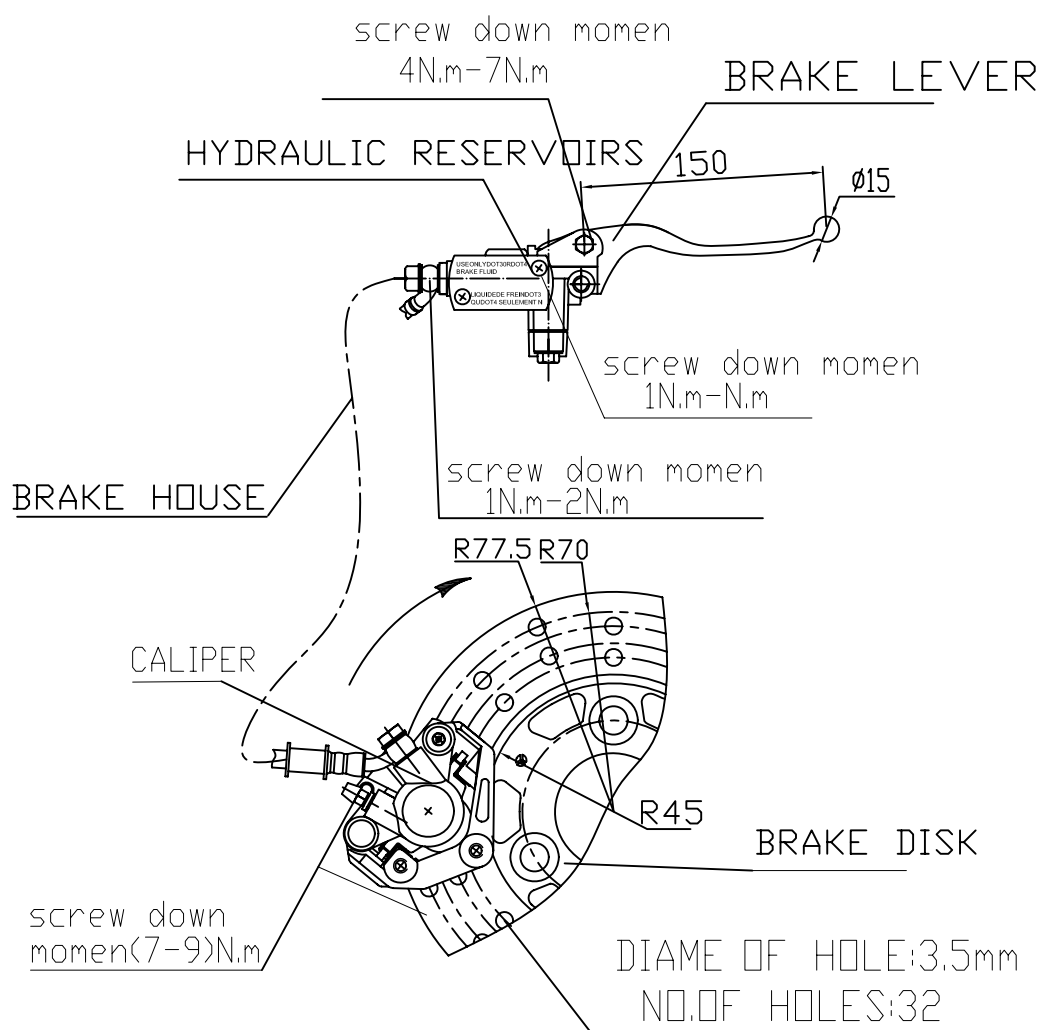 screw down momen
4N.m-7N.m
BRAKE LEVER
HYDRAULIC RESERVOIRS
150
ø15
USEONLYDOT3ORDOT4
BRAKE FLUID
LIQUIDEDE FREINDOT3
QUDOT4 SEULEMENT N
screw down momen
1N.m-N.m
screw down momen
1N.m-2N.m
BRAKE HOUSE
R77.5 R70
CALIPER
R45
BRAKE DISK
screw down
momen(7-9)N.m
DIAME OF HOLE:3.5mm
NO.OF HOLES:32